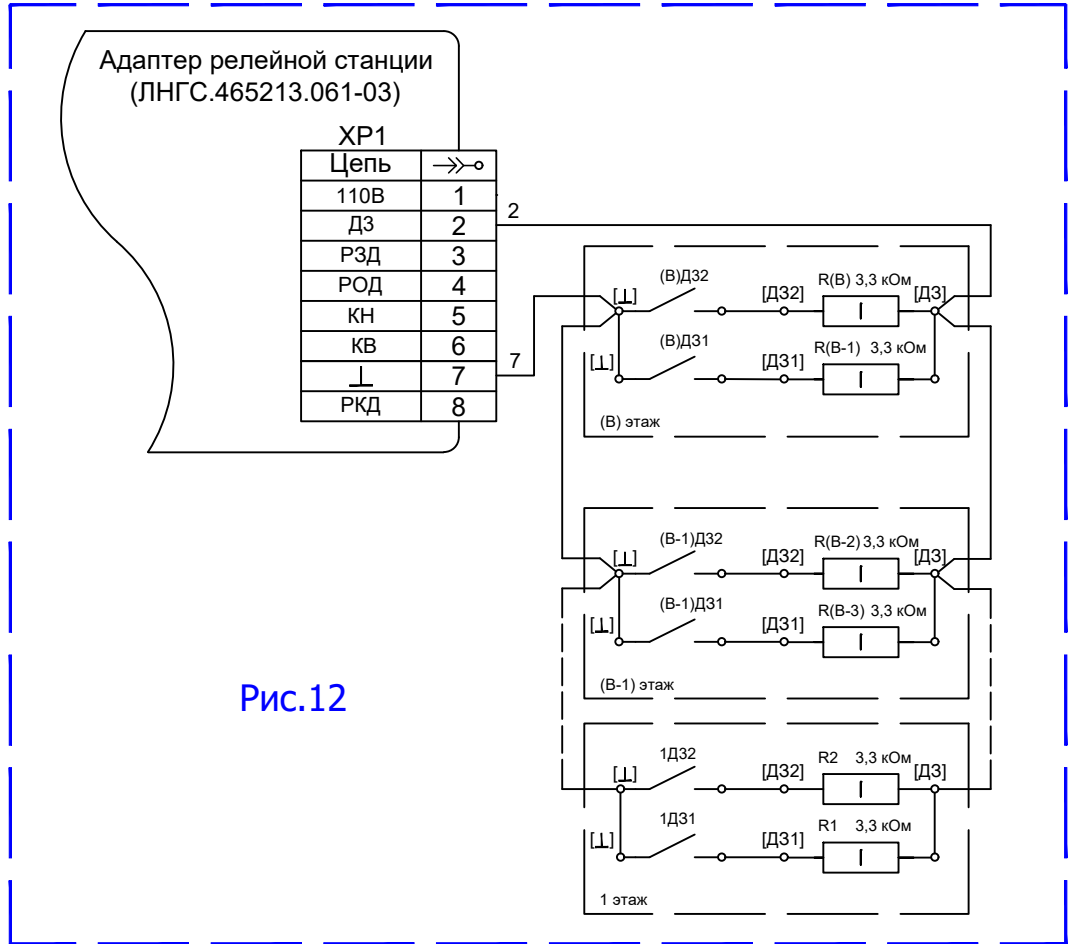 Адаптер релейной станции
(ЛНГС.465213.061-03)
ХР1
Цепь
110В 1
ДЗ 2
РЗД 3
РОД 4
КН 5
КВ 6
⊥ 7
РКД 8
2
7
(В)ДЗ2 R(В) 3,3 кОм
[⊥] [ДЗ2] [ДЗ]
(В)ДЗ1 R(В-1) 3,3 кОм
[⊥] [ДЗ1]
(В) этаж
(В-1)ДЗ2 R(В-2) 3,3 кОм
[⊥] [ДЗ2] [ДЗ]
(В-1)ДЗ1 R(В-3) 3,3 кОм
[⊥] [ДЗ1]
(В-1) этаж
1ДЗ2 R2 3,3 кОм
[⊥] [ДЗ2] [ДЗ]
1ДЗ1 R1 3,3 кОм
[⊥] [ДЗ1]
1 этаж
Рис.12